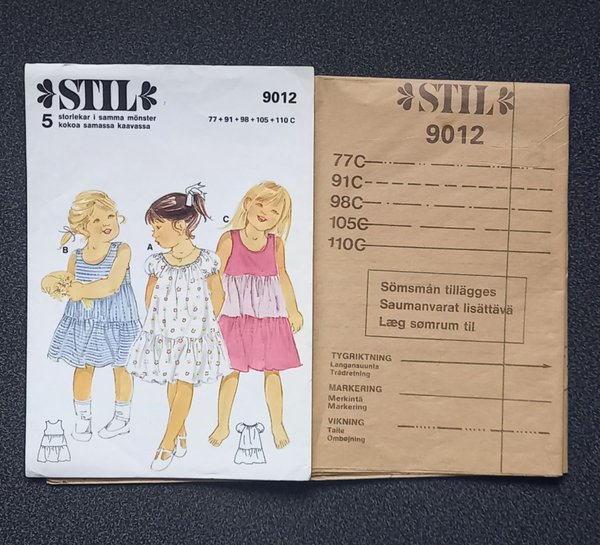 STIL
9012
5 storlekar i samma mönster
kokoa samassa kaavassa
77 + 91 + 98 + 105 + 110 C
B
A
C
STIL
9012
77C
91C
98C
105C
110C
Sömsmån tillägges
Saumanvarat lisättävä
Læg sømrum til
TYGRIKTNING
Langansuunta
Trådretning
MARKERING
Merkintä
Markering
VIKNING
Taite
Ombøjning